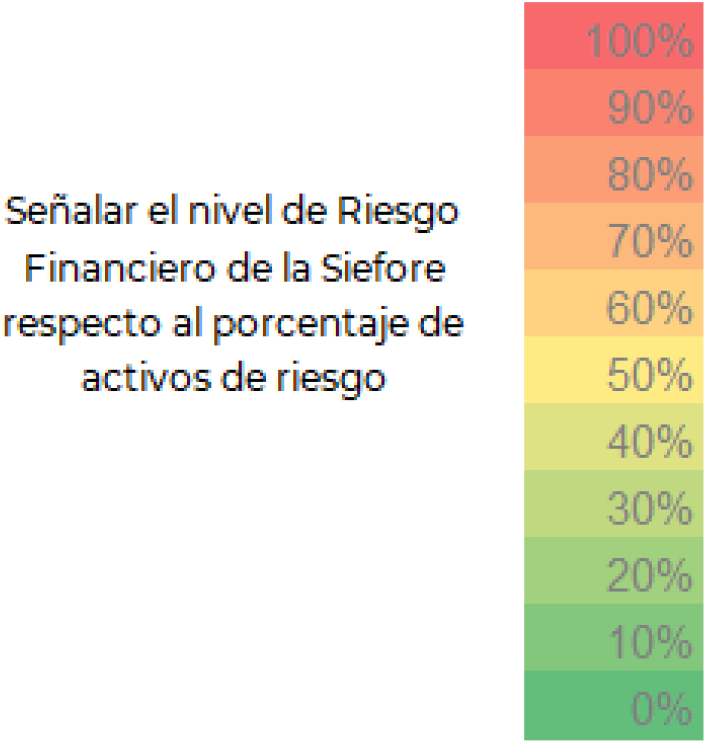 Señalar el nivel de Riesgo
Financiero de la Siefore
respecto al porcentaje de
activos de riesgo
100%
90%
80%
70%
60%
50%
40%
30%
20%
10%
0%